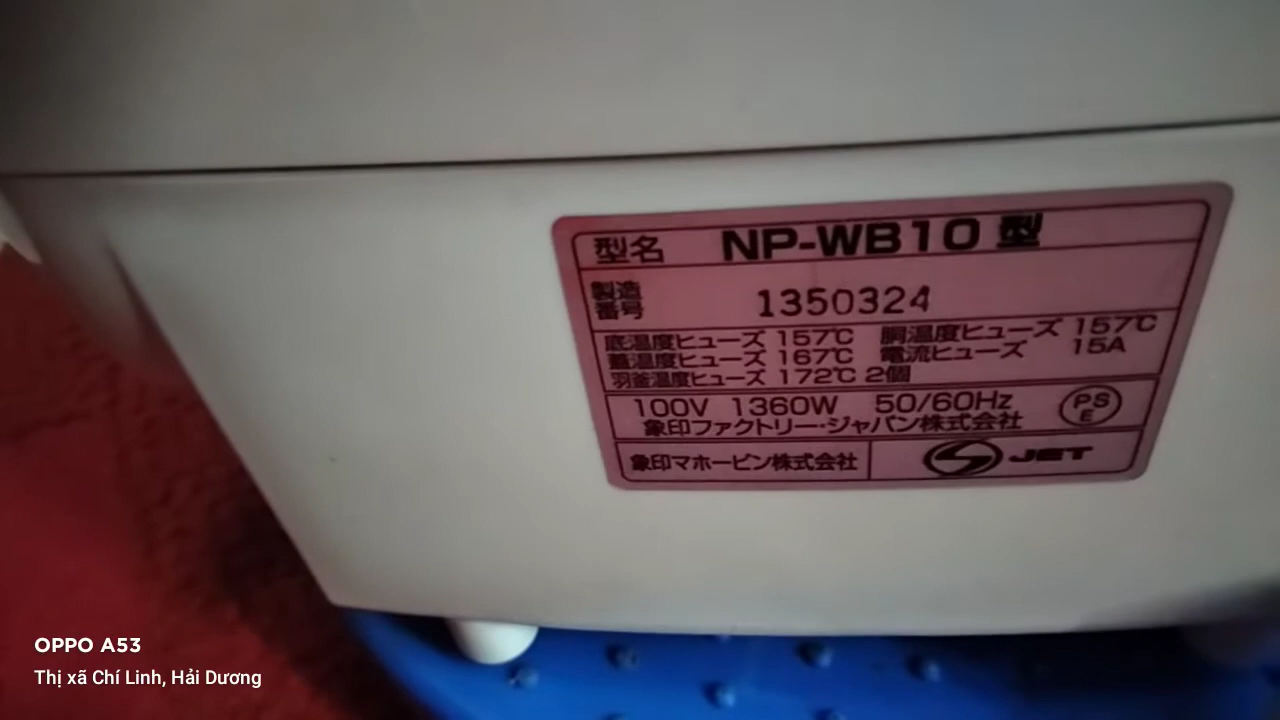 型名 NP-WB10 型
製造番号 1350324
底温度ヒューズ 157℃ 胴温度ヒューズ 157℃
蓋温度ヒューズ 167℃ 電流ヒューズ 15A
羽釜温度ヒューズ 172℃ 2個
100V 1360W 50/60Hz
PSE
象印ファクトリー・ジャパン株式会社
象印マホービン株式会社 JET
OPPO A53
Thị xã Chí Linh, Hải Dương